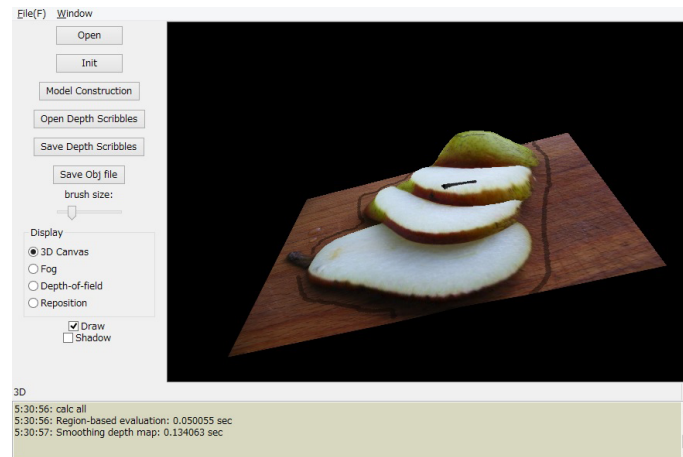 File(F) Window
Open
Init
Model Construction
Open Depth Scribbles
Save Depth Scribbles
Save Obj file
brush size:
Display
3D Canvas
Fog
Depth-of-field
Reposition
Draw
Shadow
3D
5:30:56: calc all
5:30:56: Region-based evaluation: 0.050055 sec
5:30:57: Smoothing depth map: 0.134063 sec